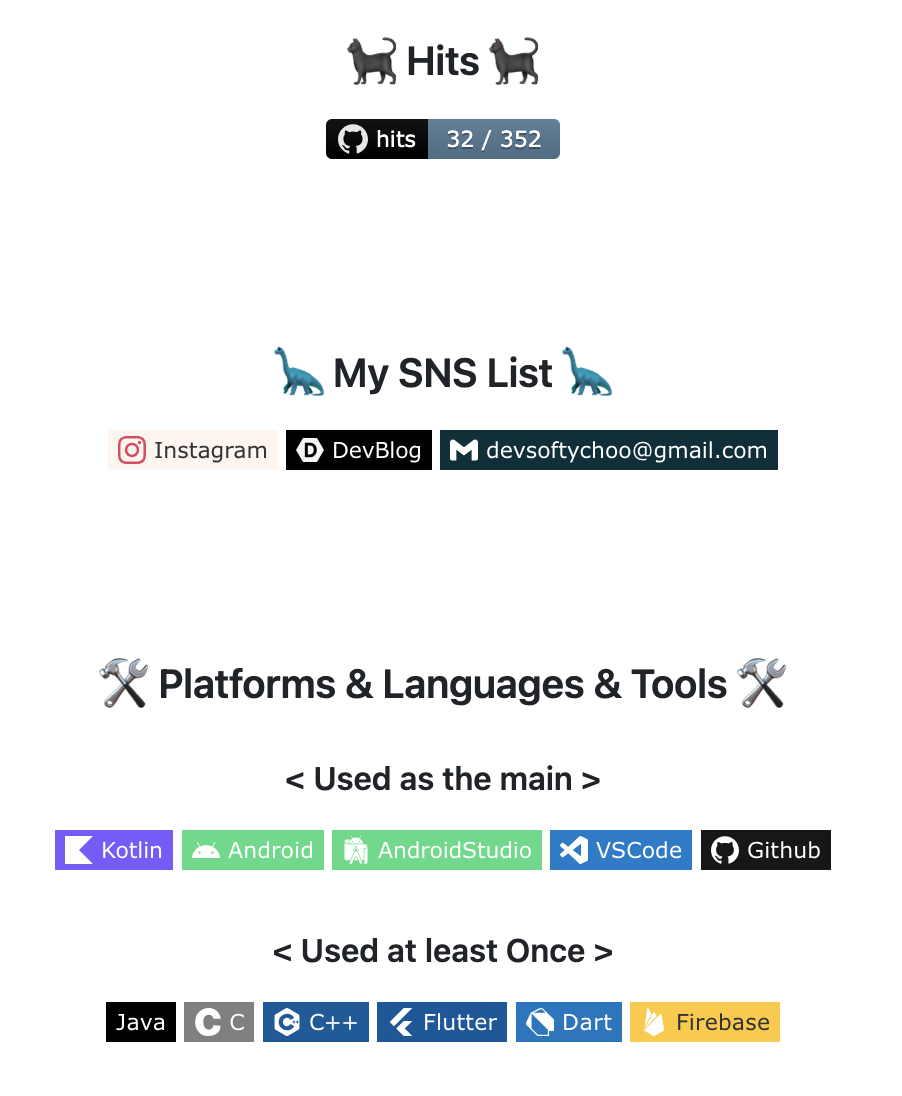 🐈‍⬛ Hits 🐈‍⬛
hits 32 / 352
🦕 My SNS List 🦕
Instagram DevBlog devsoftychoo@gmail.com
🛠 Platforms & Languages & Tools 🛠
< Used as the main >
Kotlin Android AndroidStudio VSCode Github
< Used at least Once >
Java C C++ Flutter Dart Firebase